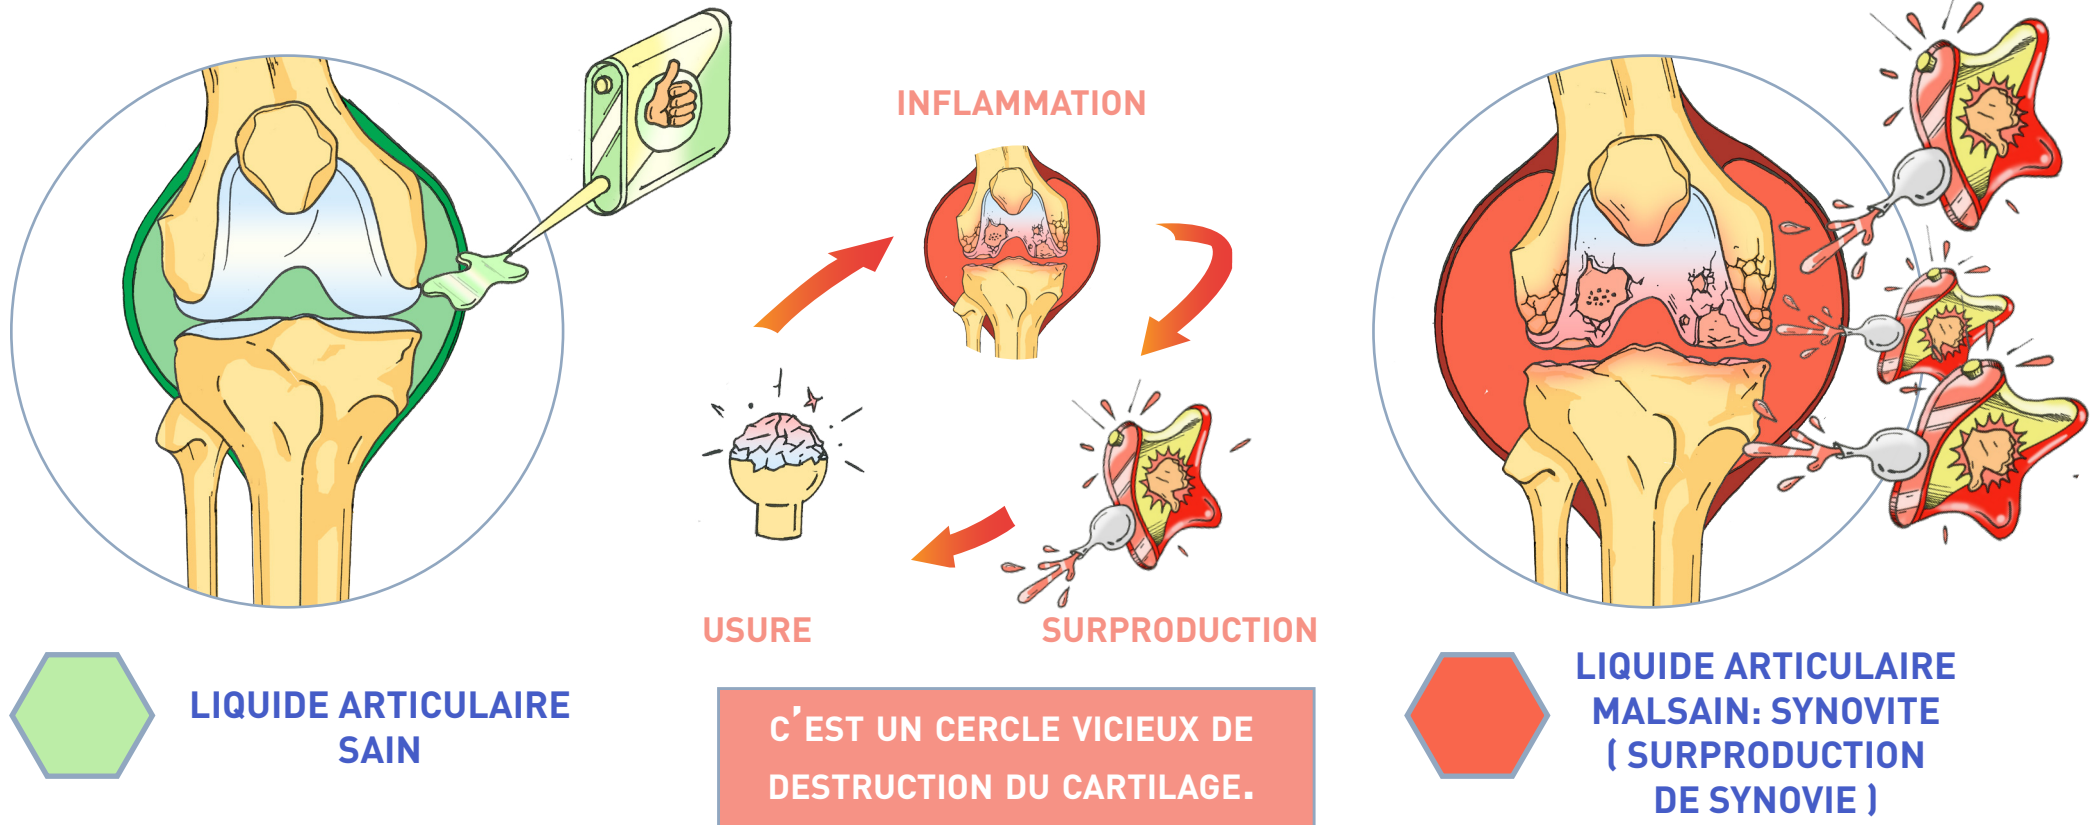 INFLAMMATION
USURE
SURPRODUCTION
LIQUIDE ARTICULAIRE
SAIN
C'EST UN CERCLE VICIEUX DE
DESTRUCTION DU CARTILAGE.
LIQUIDE ARTICULAIRE
MALSAIN: SYNOVITE
( SURPRODUCTION
DE SYNOVIE )